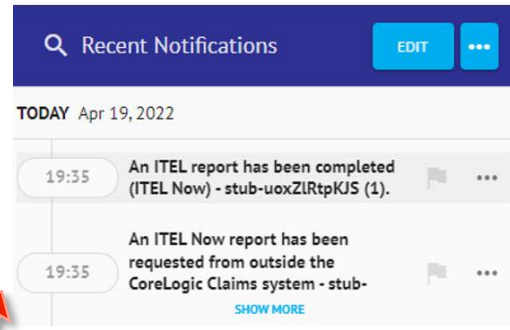 Recent Notifications
EDIT
TODAY Apr 19, 2022
19:35
An ITEL report has been completed
(ITEL Now) - stub-uoxZlRtpKJS (1).
19:35
An ITEL Now report has been
requested from outside the
CoreLogic Claims system - stub-
SHOW MORE